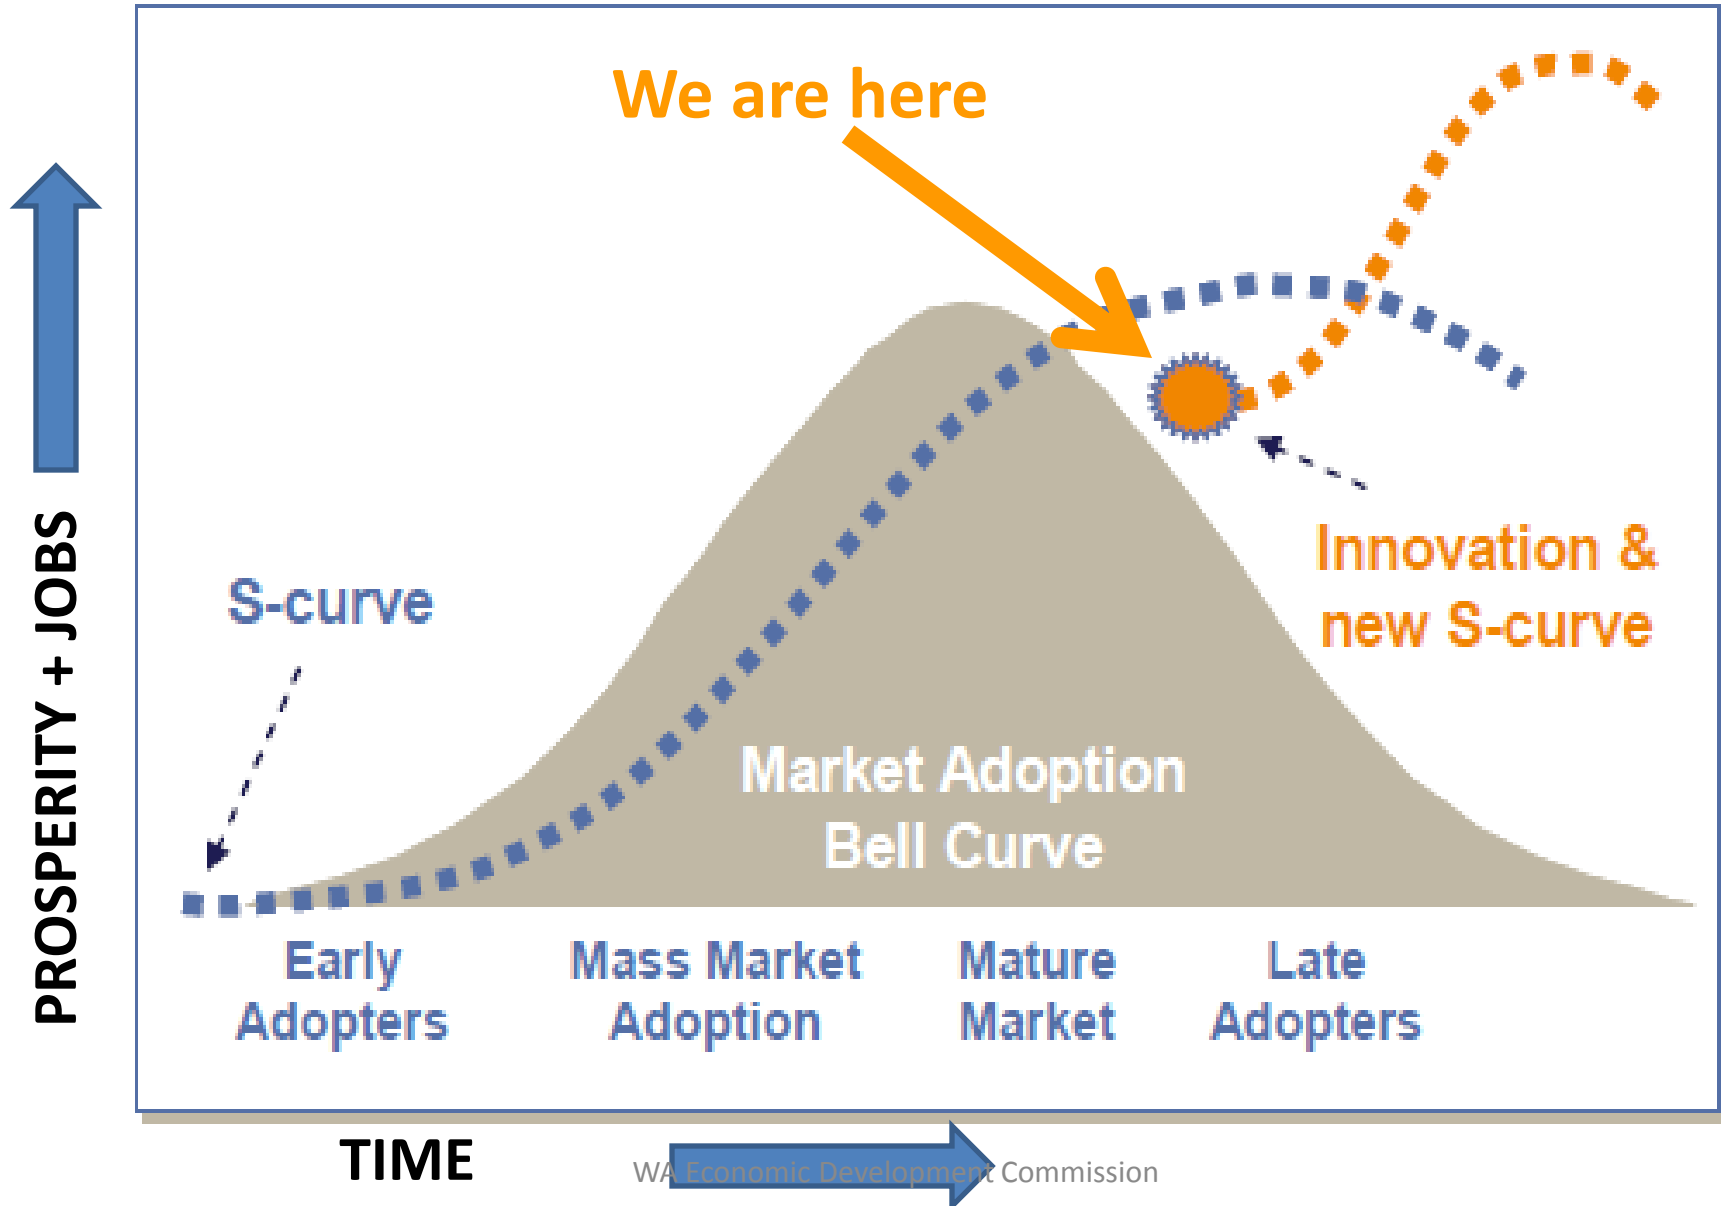 We are here
PROSPERITY + JOBS
S-curve
Innovation &
new S-curve
Market Adoption
Bell Curve
Early
Adopters
Mass Market
Adoption
Mature
Market
Late
Adopters
TIME
WA Economic Development Commission